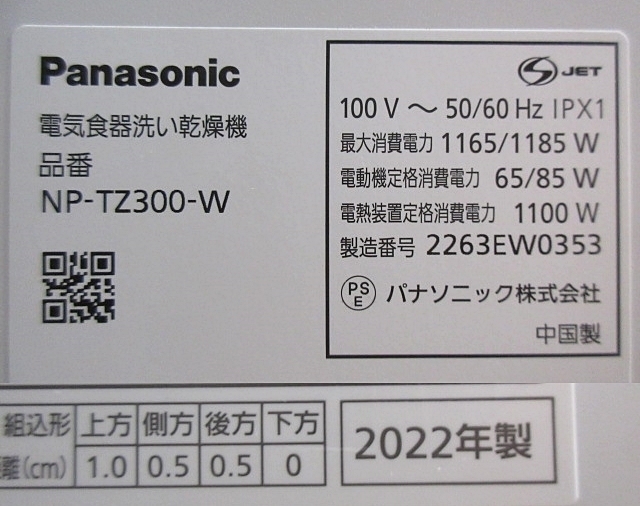 Panasonic
電気食器洗い乾燥機
品番
NP-TZ300-W
JET
100 V ～ 50/60 Hz IPX1
最大消費電力 1165/1185 W
電動機定格消費電力 65/85 W
電熱装置定格消費電力 1100 W
製造番号 2263EW0353
PS
E
パナソニック株式会社
中国製
組込形 上方 側方 後方 下方
離(cm) 1.0 0.5 0.5 0
2022年製